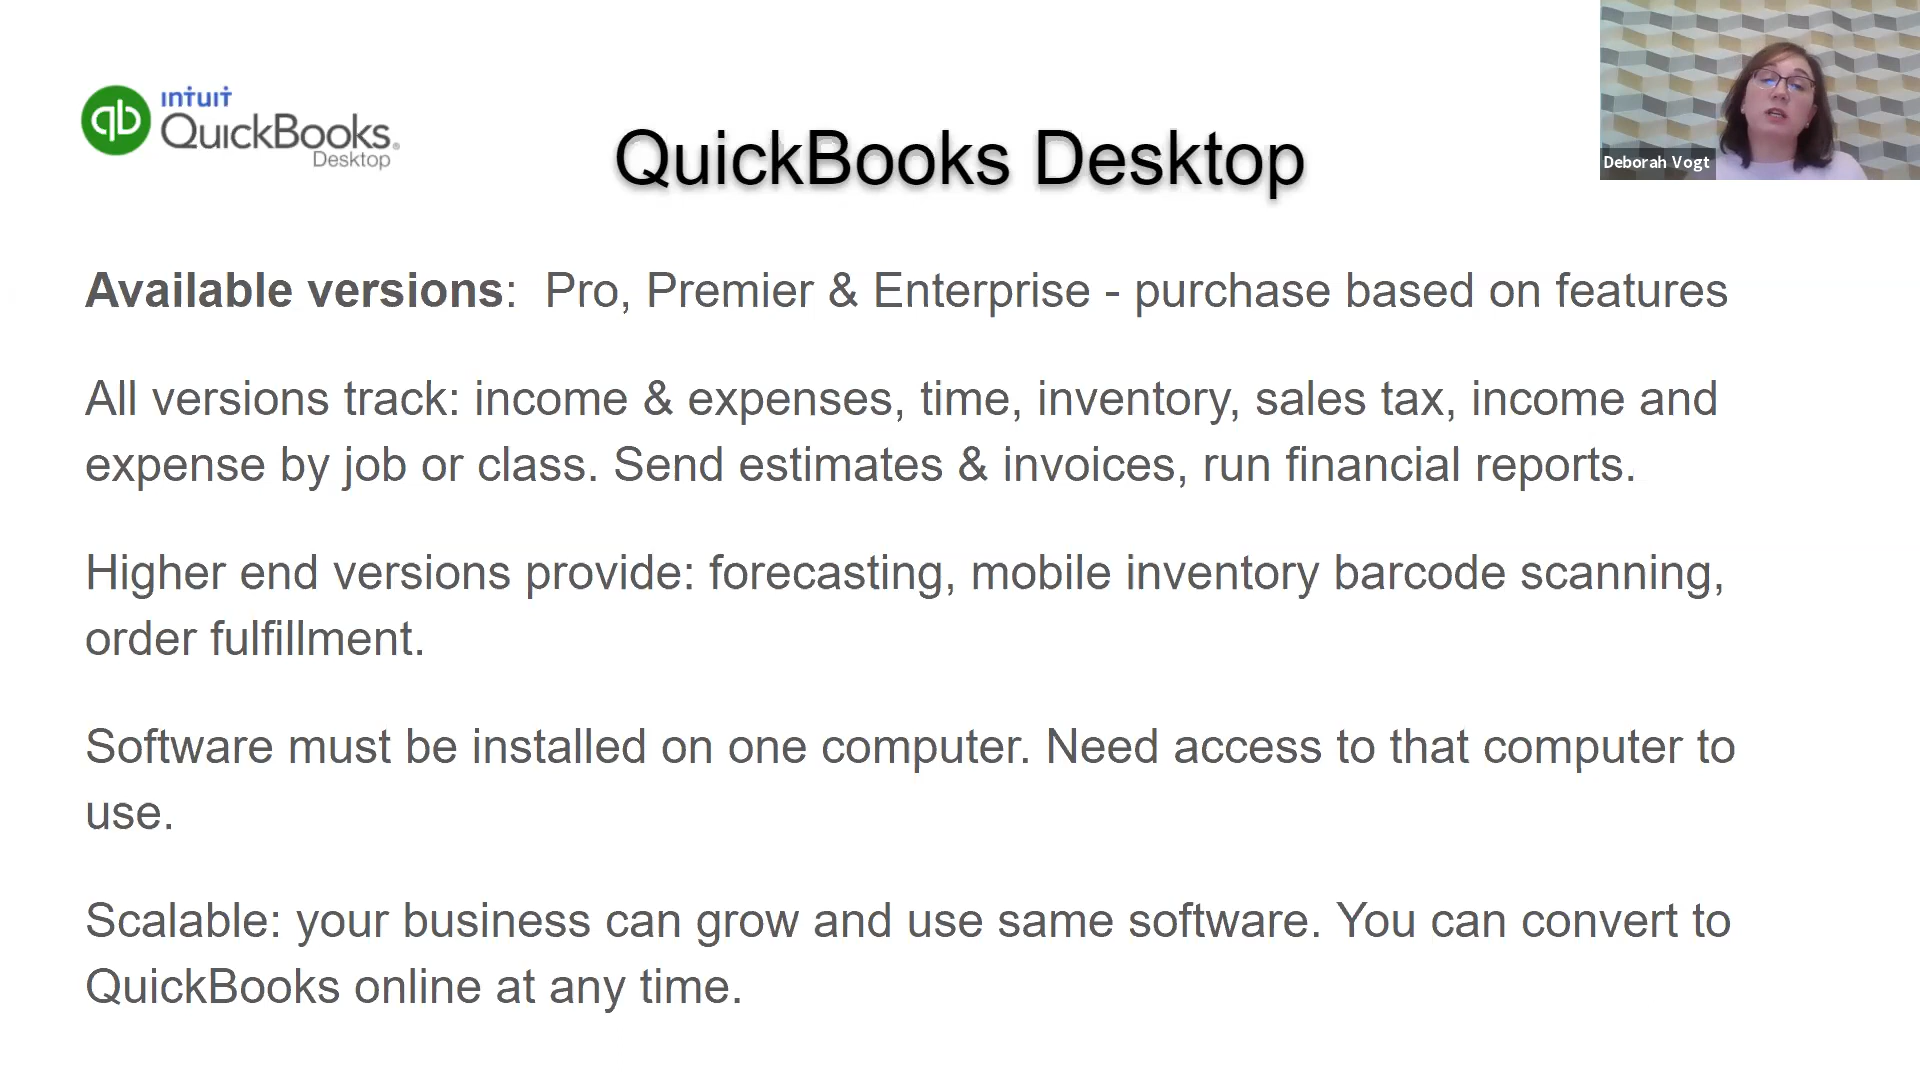 intuit
QuickBooks®
Desktop
QuickBooks Desktop
Deborah Vogt
Available versions: Pro, Premier & Enterprise - purchase based on features
All versions track: income & expenses, time, inventory, sales tax, income and
expense by job or class. Send estimates & invoices, run financial reports.
Higher end versions provide: forecasting, mobile inventory barcode scanning,
order fulfillment.
Software must be installed on one computer. Need access to that computer to
use.
Scalable: your business can grow and use same software. You can convert to
QuickBooks online at any time.